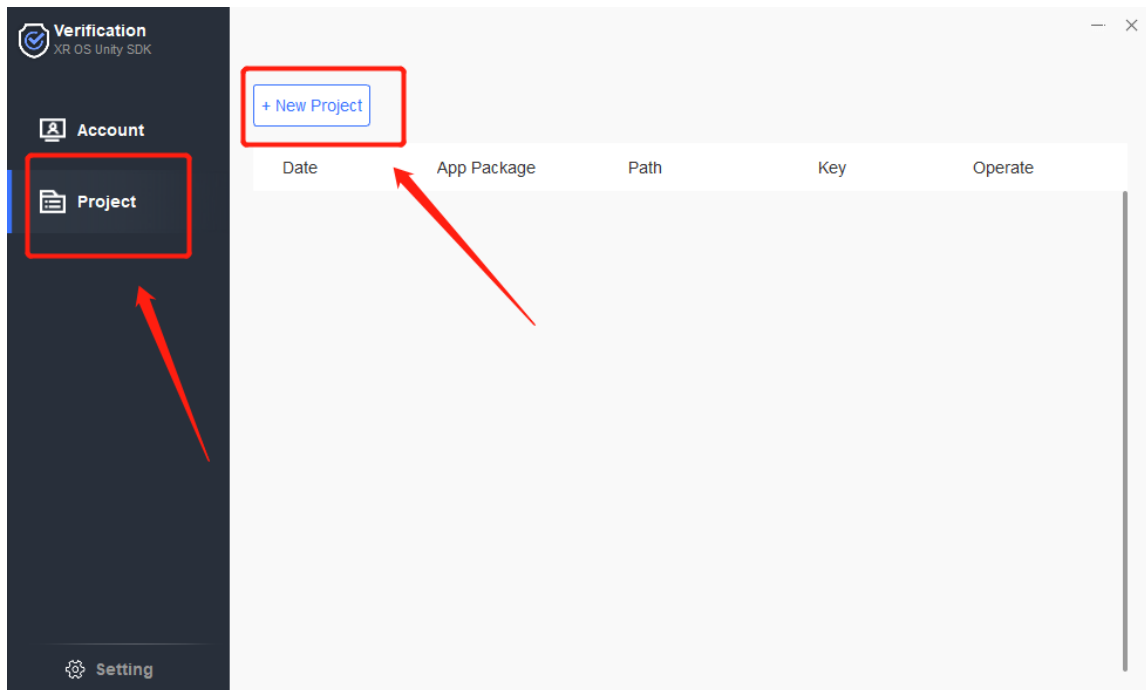 Verification
XR OS Unity SDK
Account
Project
Setting
+ New Project
Date App Package Path Key Operate